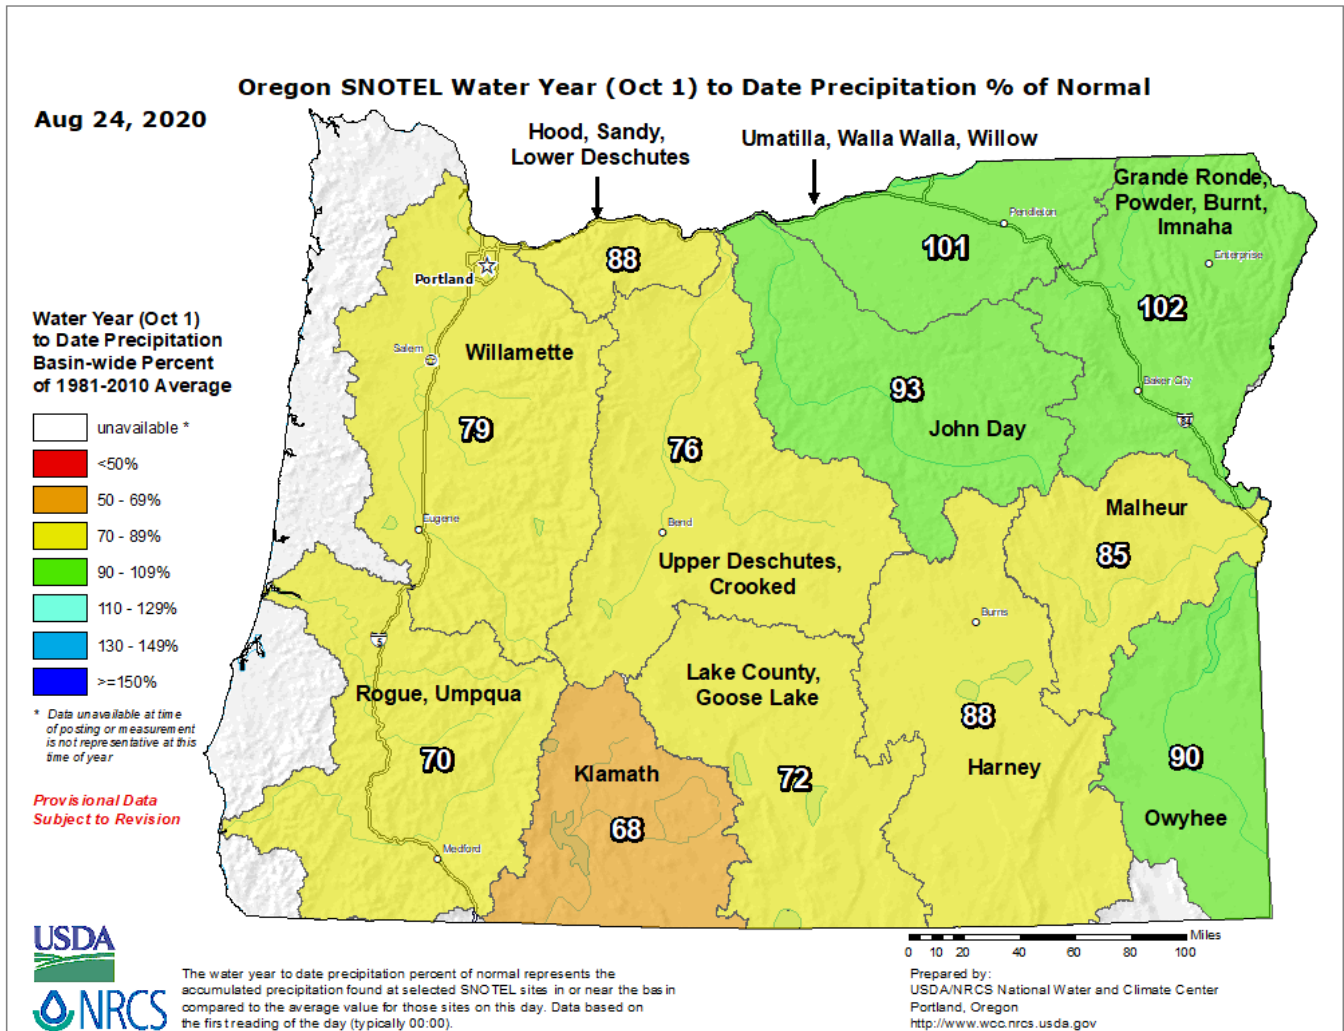 Oregon SNOTEL Water Year (Oct 1) to Date Precipitation % of Normal
Aug 24, 2020
Hood, Sandy,
Lower Deschutes
Umatilla, Walla Walla, Willow
Grande Ronde,
Powder, Burnt,
Imnaha
Pendleton
Enterprise
101
88
Portland
102
Water Year (Oct 1)
to Date Precipitation
Basin-wide Percent
of 1981-2010 Average
Salem
Willamette
93
John Day
Baker City
84
79
76
unavailable *
<50%
50 - 69%
70 - 89%
90 - 109%
110 - 129%
130 - 149%
>=150%
* Data unavailable at time
of posting or measurement
is not representative at this
time of year
Provisional Data
Subject to Revision
Eugene
Bend
Upper Deschutes,
Crooked
Malheur
85
Burns
5
Rogue, Umpqua
70
Medford
Lake County,
Goose Lake
72
Klamath
68
88
Harney
90
Owyhee
Miles
0 10 20 40 60 80 100
USDA
NRCS
The water year to date precipitation percent of normal represents the
accumulated precipitation found at selected SNOTEL sites in or near the basin
compared to the average value for those sites on this day. Data based on
the first reading of the day (typically 00:00).
Prepared by:
USDA/NRCS National Water and Climate Center
Portland, Oregon
http://www.wcc.nrcs.usda.gov